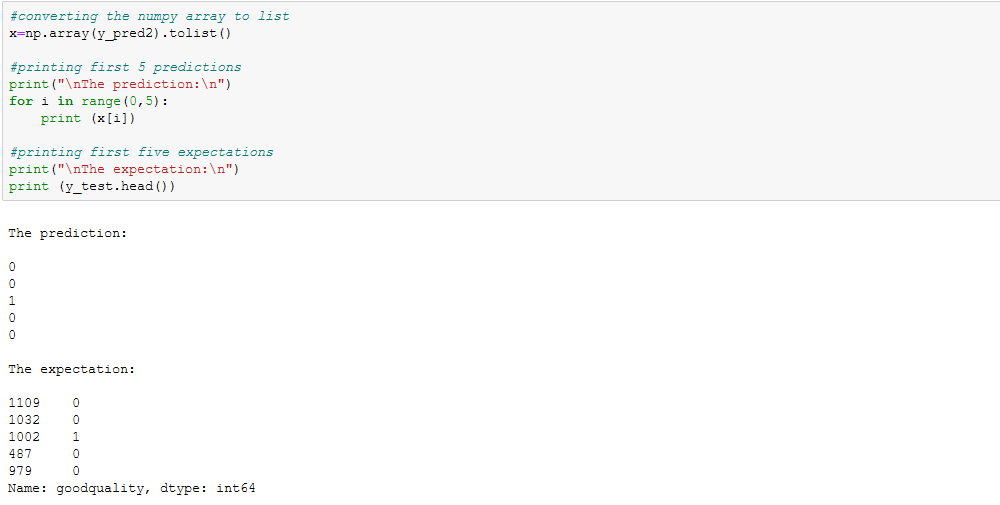 #converting the numpy array to list
x=np.array(y_pred2).tolist()
#printing first 5 predictions
print("\nThe prediction:\n")
for i in range(0,5):
    print (x[i])
#printing first five expectations
print("\nThe expectation:\n")
print (y_test.head())
The prediction:
0
0
1
0
0
The expectation:
1109    0
1032    0
1002    1
487     0
979     0
Name: goodquality, dtype: int64